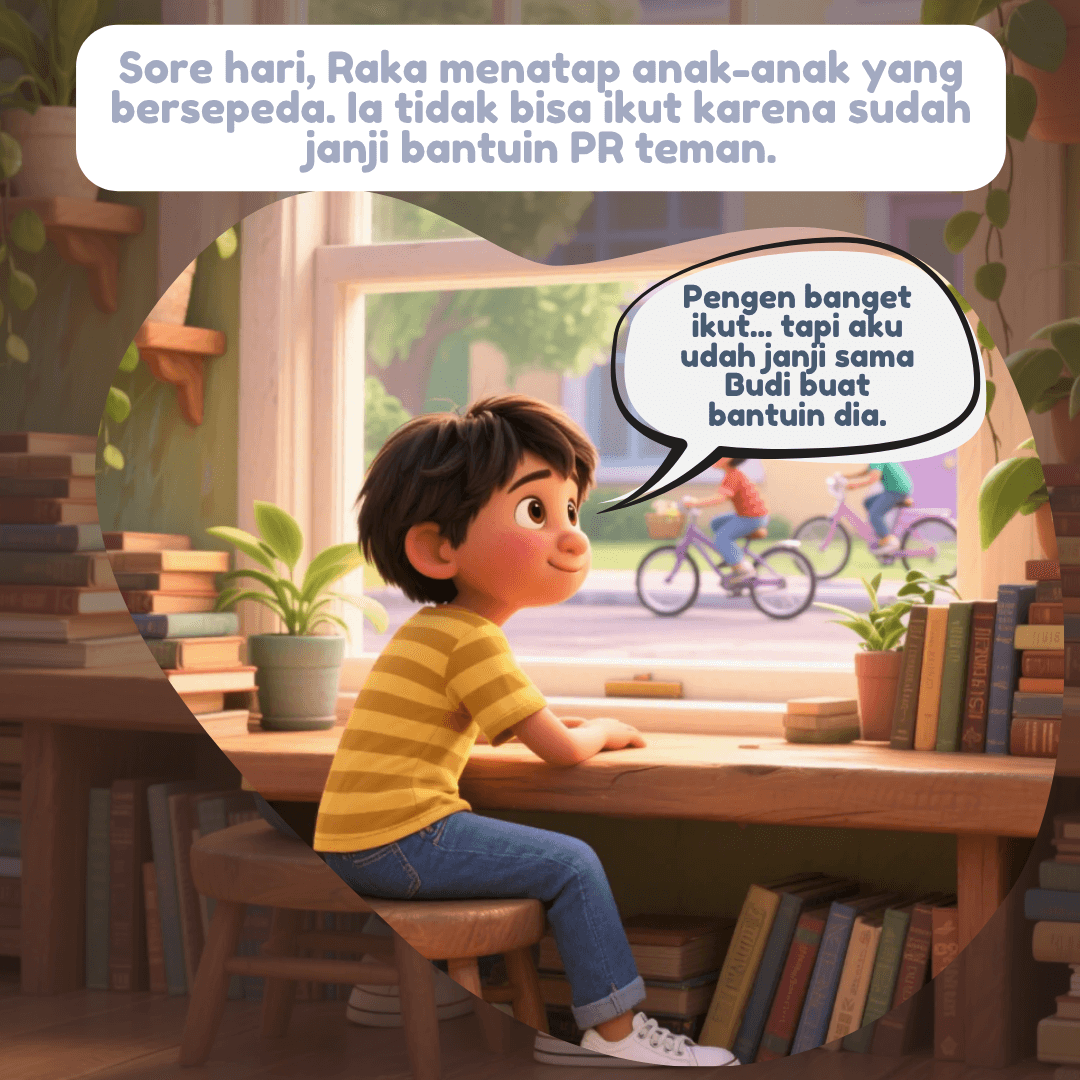 Sore hari, Raka menatap anak-anak yang
bersepeda. Ia tidak bisa ikut karena sudah
janji bantuin PR teman.
Pengen banget
ikut... tapi aku
udah janji sama
Budi buat
bantuin dia.